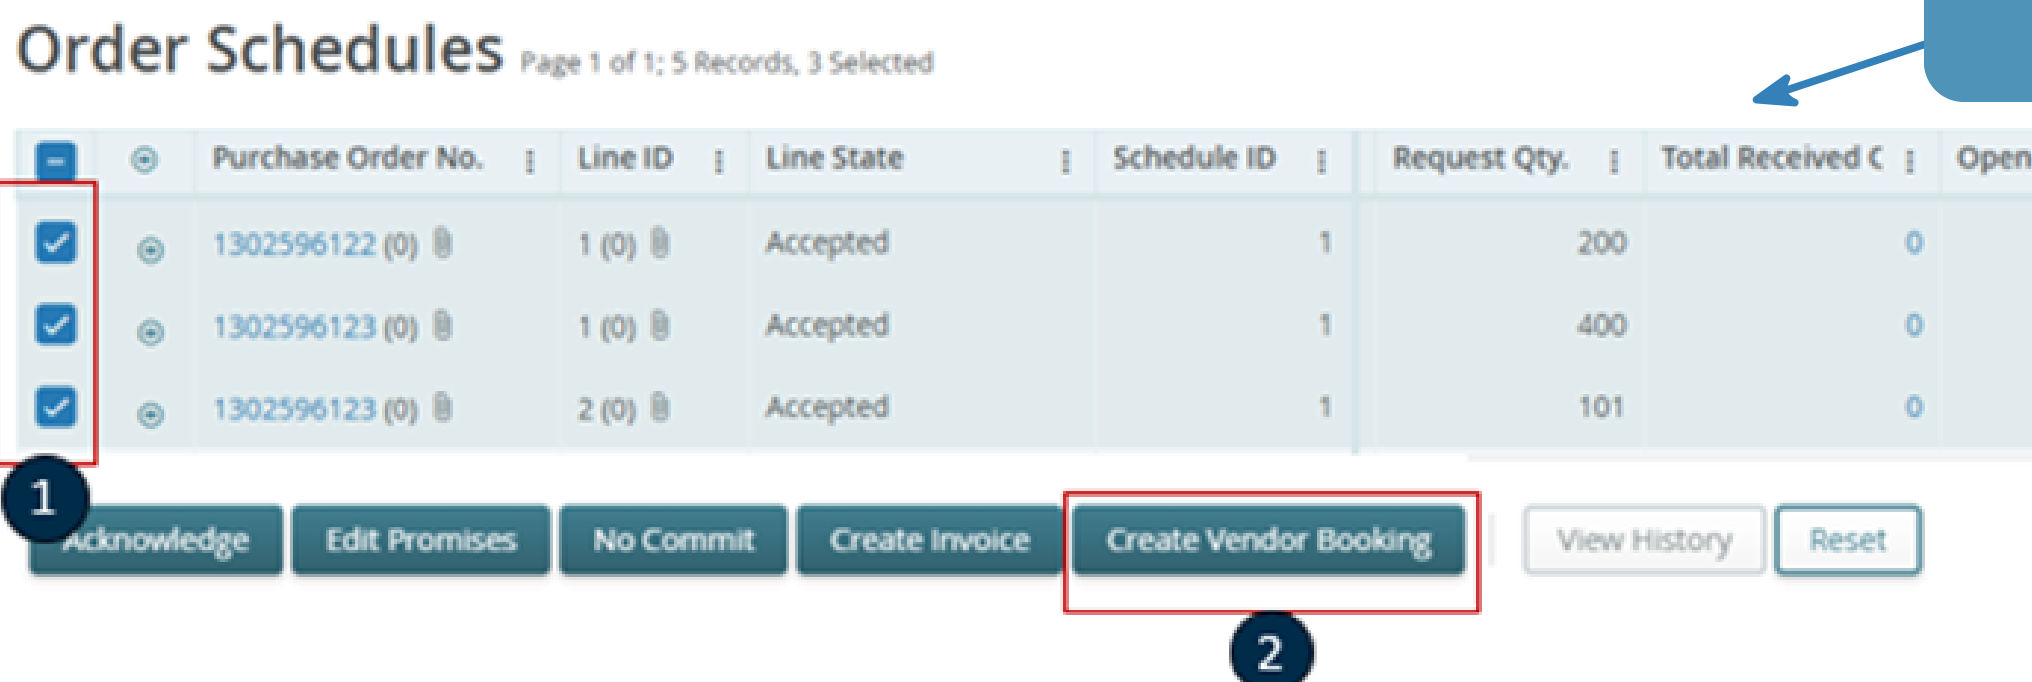 Order Schedules Page 1 of 1; 5 Records, 3 Selected
Purchase Order No. Line ID Line State Schedule ID Request Qty. Total Received Open
1302596122 (0) 1 (0) Accepted 1 200 0
1302596123 (0) 1 (0) Accepted 1 400 0
1302596123 (0) 2 (0) Accepted 1 101 0
1
Acknowledge Edit Promises No Commit Create Invoice Create Vendor Booking View History Reset
2